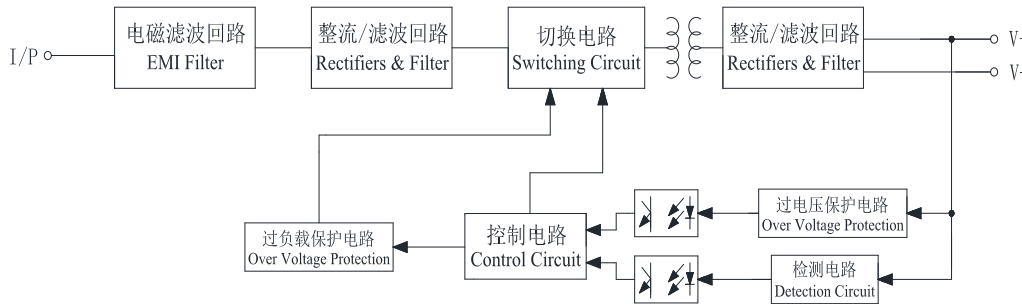 电磁滤波回路
EMI Filter
整流/滤波回路
Rectifiers & Filter
切换电路
Switching Circuit
整流/滤波回路
Rectifiers & Filter
I/P
V-
V-
过负载保护电路
Over Voltage Protection
控制电路
Control Circuit
过电压保护电路
Over Voltage Protection
检测电路
Detection Circuit